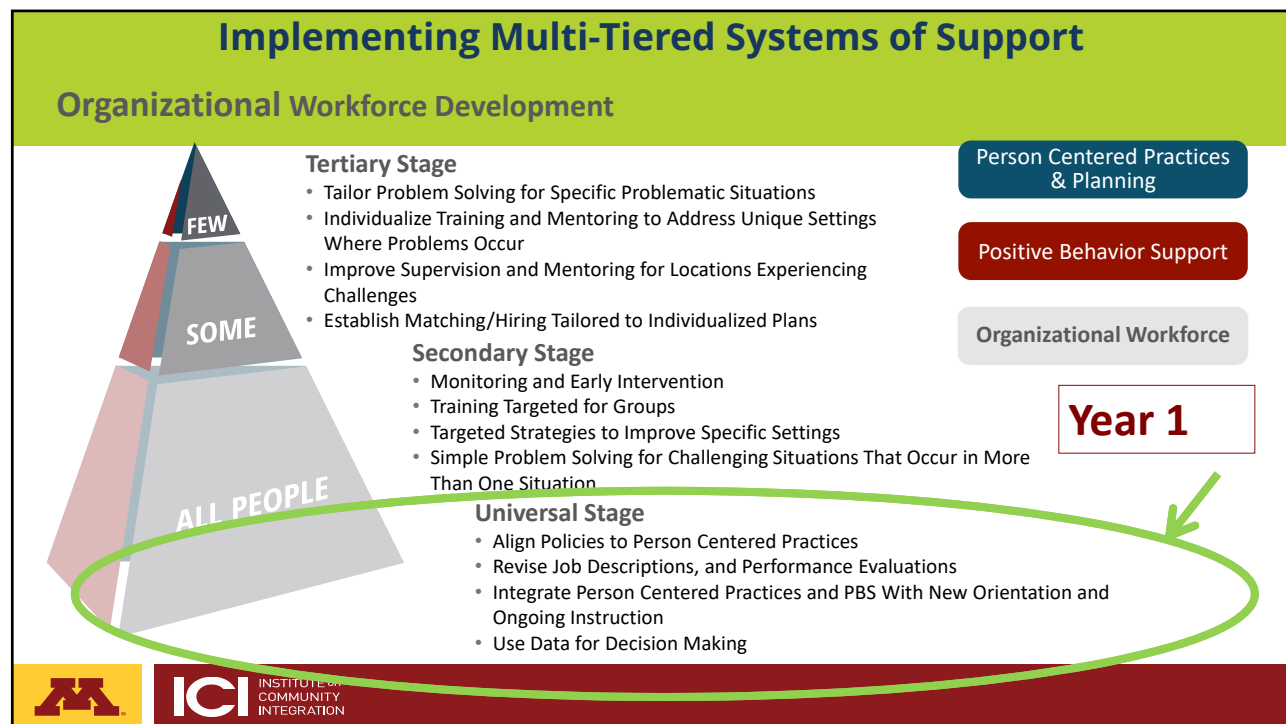 Implementing Multi-Tiered Systems of Support
Organizational Workforce Development
Tertiary Stage
• Tailor Problem Solving for Specific Problematic Situations
• Individualize Training and Mentoring to Address Unique Settings
Where Problems Occur
• Improve Supervision and Mentoring for Locations Experiencing
Challenges
• Establish Matching/Hiring Tailored to Individualized Plans
Secondary Stage
• Monitoring and Early Intervention
• Training Targeted for Groups
• Targeted Strategies to Improve Specific Settings
• Simple Problem Solving for Challenging Situations That Occur in More
Than One Situation
Universal Stage
• Align Policies to Person Centered Practices
• Revise Job Descriptions, and Performance Evaluations
• Integrate Person Centered Practices and PBS With New Orientation and
Ongoing Instruction
• Use Data for Decision Making
FEW
SOME
ALL PEOPLE
Person Centered Practices
& Planning
Positive Behavior Support
Organizational Workforce
Year 1
M
ICI
INSTITUTE on
COMMUNITY
INTEGRATION